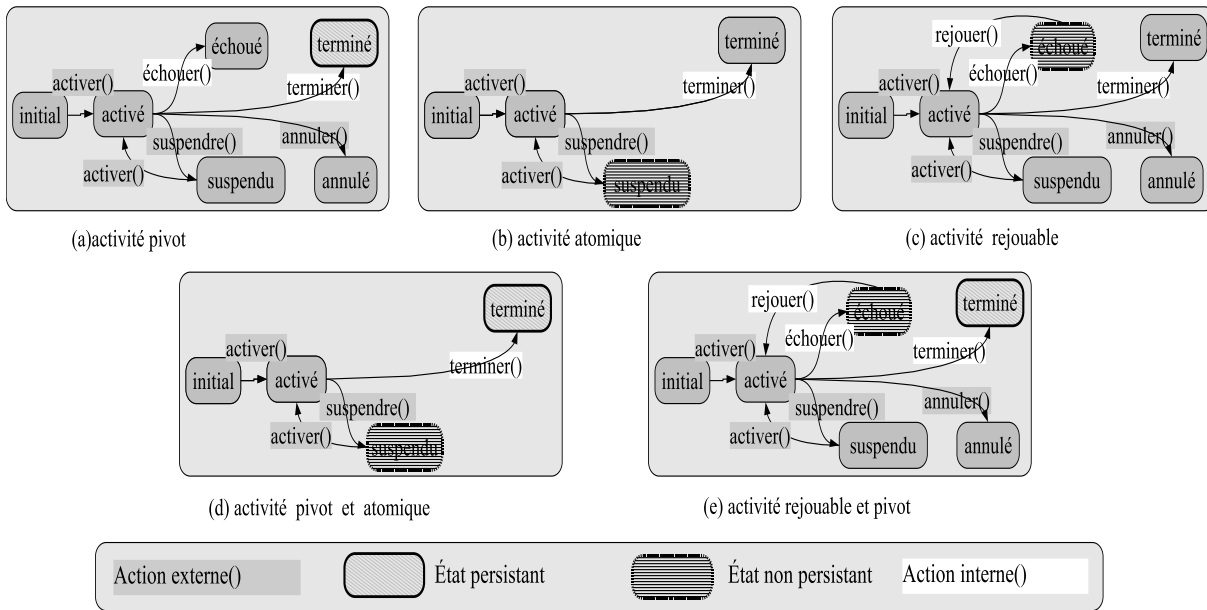 échoué
terminé
activer()
échouer()
terminer()
initial
activé
annuler()
suspendre()
activer()
suspendu
annulé
(a)activité pivot
terminé
activer()
terminer()
initial
activé
suspendre()
activer()
suspendu
(b) activité atomique
rejouer()
échoué
terminé
activer()
échouer()
terminer()
initial
activé
annuler()
suspendre()
activer()
suspendu
annulé
(c) activité rejouable
terminé
activer()
terminer()
initial
activé
suspendre()
activer()
suspendu
(d) activité pivot et atomique
rejouer()
échoué
terminé
activer()
échouer()
terminer()
initial
activé
annuler()
suspendre()
activer()
suspendu
annulé
(e) activité rejouable et pivot
Action externe()
État persistant
État non persistant
Action interne()